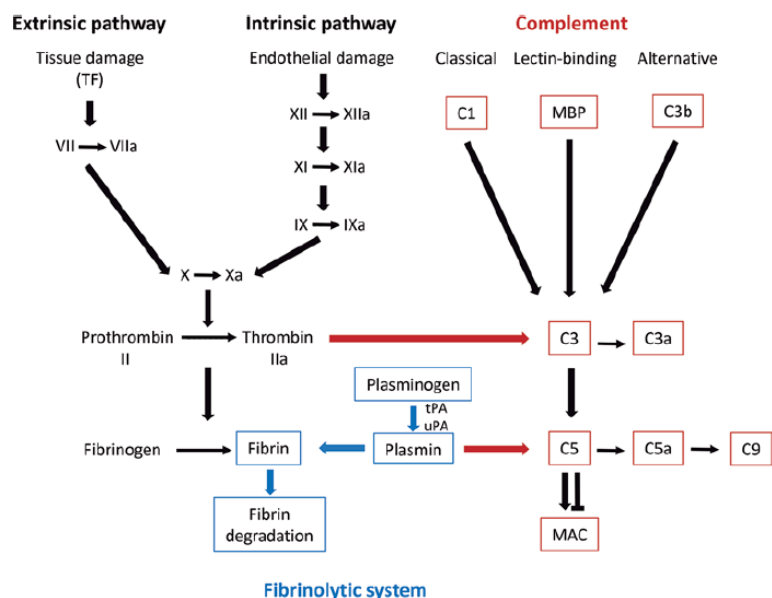 Extrinsic pathway
Intrinsic pathway
Complement
Tissue damage
(TF)
Endothelial damage
Classical
Lectin-binding
Alternative
XII
XIIa
C1
MBP
C3b
VII
VIIa
XI
XIa
IX
IXa
X
Xa
Prothrombin
II
Thrombin
IIa
C3
C3a
Plasminogen
tPA
uPA
Fibrinogen
Fibrin
Plasmin
C5
C5a
C9
Fibrin
degradation
MAC
Fibrinolytic system